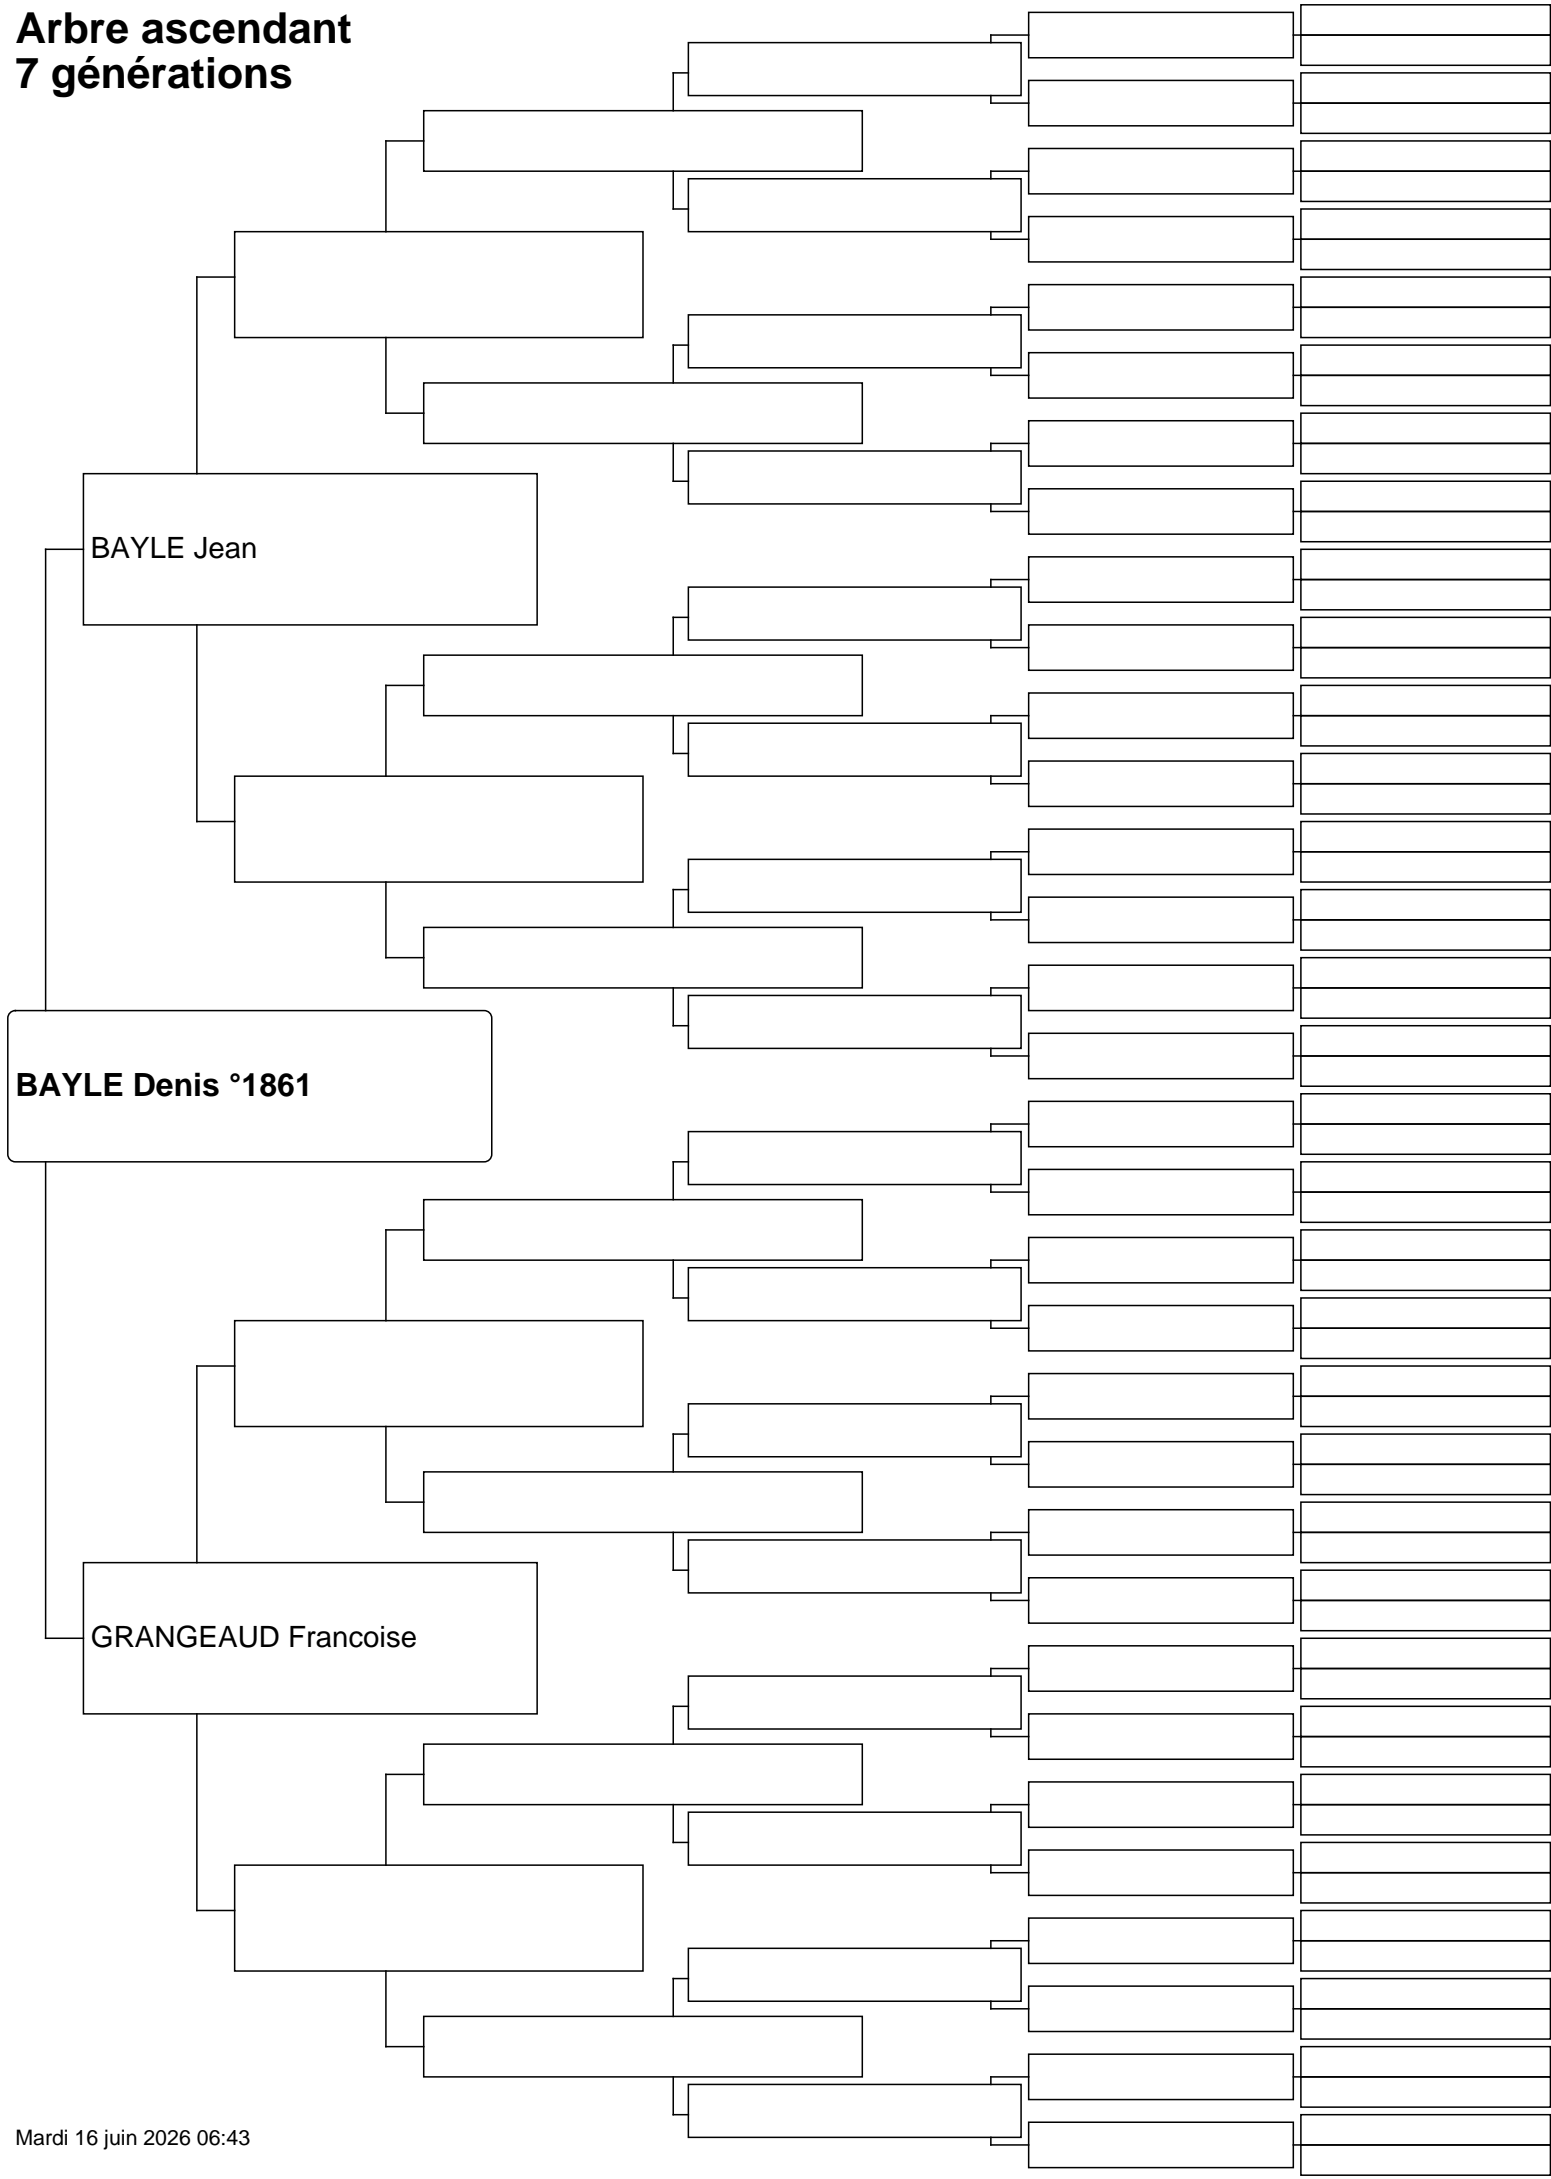 Arbre ascendant
7 générations
BAYLE Jean
BAYLE Denis °1861
GRANGEAUD Francoise
Mardi 16 juin 2026 06:43